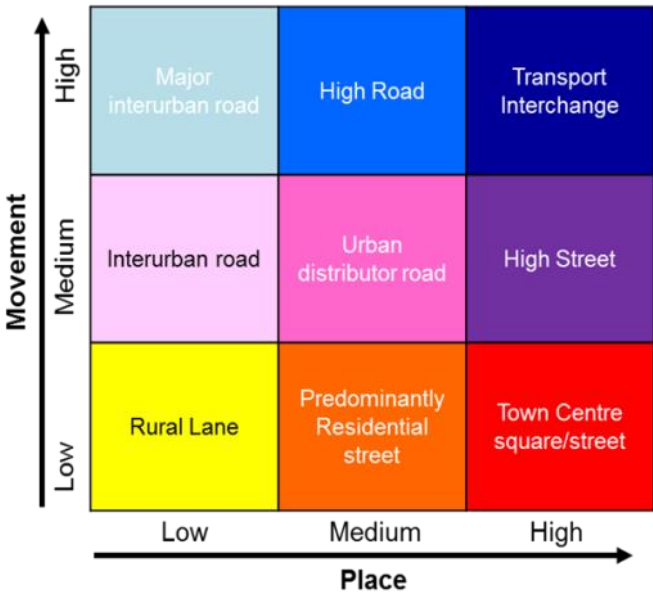 Movement
High
Major
interurban road
High Road
Transport
Interchange
Medium
Interurban road
Urban
distributor road
High Street
Low
Rural Lane
Predominantly
Residential
street
Town Centre
square/street
Low
Medium
High
Place